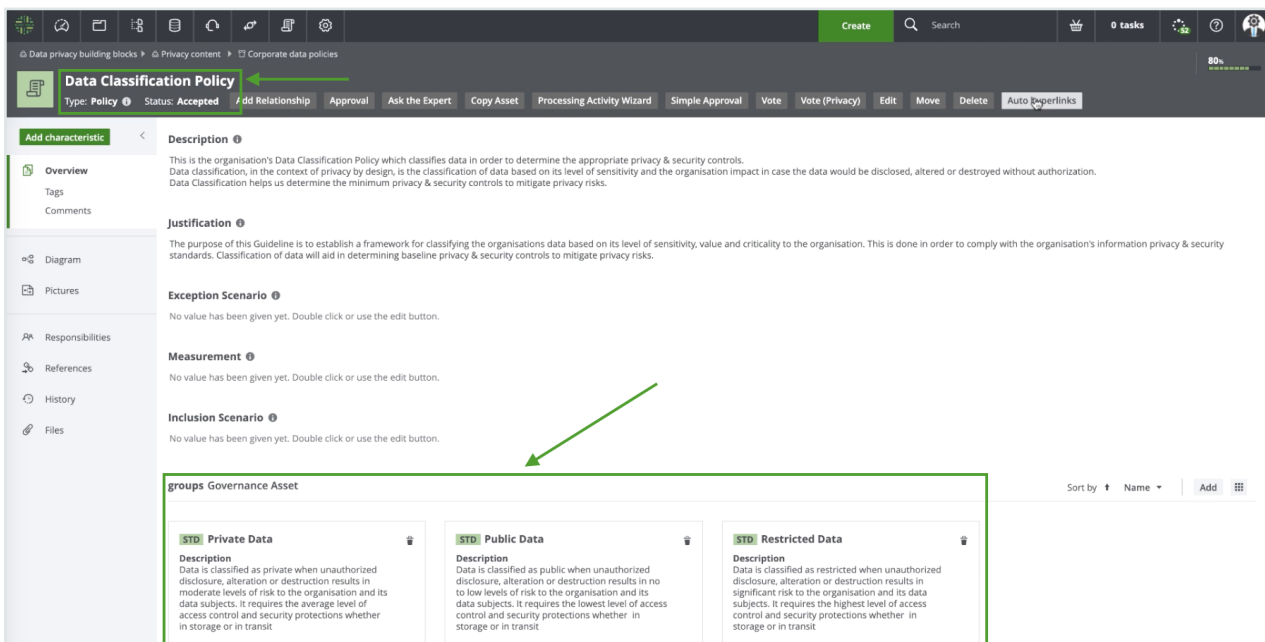 Create
Search
0 tasks
52
Data privacy building blocks
Privacy content
Corporate data policies
80%
Data Classification Policy
Type: Policy
Status: Accepted
Add Relationship
Approval
Ask the Expert
Copy Asset
Processing Activity Wizard
Simple Approval
Vote
Vote (Privacy)
Edit
Move
Delete
Auto Hyperlinks
Add characteristic
Overview
Tags
Comments
Diagram
Pictures
Responsibilities
References
History
Files
Description
This is the organisation's Data Classification Policy which classifies data in order to determine the appropriate privacy & security controls.
Data classification, in the context of privacy by design, is the classification of data based on its level of sensitivity and the organisation impact in case the data would be disclosed, altered or destroyed without authorization.
Data Classification helps us determine the minimum privacy & security controls to mitigate privacy risks.
Justification
The purpose of this Guideline is to establish a framework for classifying the organisations data based on its level of sensitivity, value and criticality to the organisation. This is done in order to comply with the organisation's information privacy & security
standards. Classification of data will aid in determining baseline privacy & security controls to mitigate privacy risks.
Exception Scenario
No value has been given yet. Double click or use the edit button.
Measurement
No value has been given yet. Double click or use the edit button.
Inclusion Scenario
No value has been given yet. Double click or use the edit button.
groups Governance Asset
Sort by
Name
Add
STD Private Data
Description
Data is classified as private when unauthorized
disclosure, alteration or destruction results in
moderate levels of risk to the organisation and its
data subjects. It requires the average level of
access control and security protections whether
in storage or in transit
STD Public Data
Description
Data is classified as public when unauthorized
disclosure, alteration or destruction results in no
to low levels of risk to the organisation and its
data subjects. It requires the lowest level of access
control and security protections whether in
storage or in transit
STD Restricted Data
Description
Data is classified as restricted when unauthorized
disclosure, alteration or destruction results in
significant risk to the organisation and its data
subjects. It requires the highest level of access
control and security protections whether in
storage or in transit